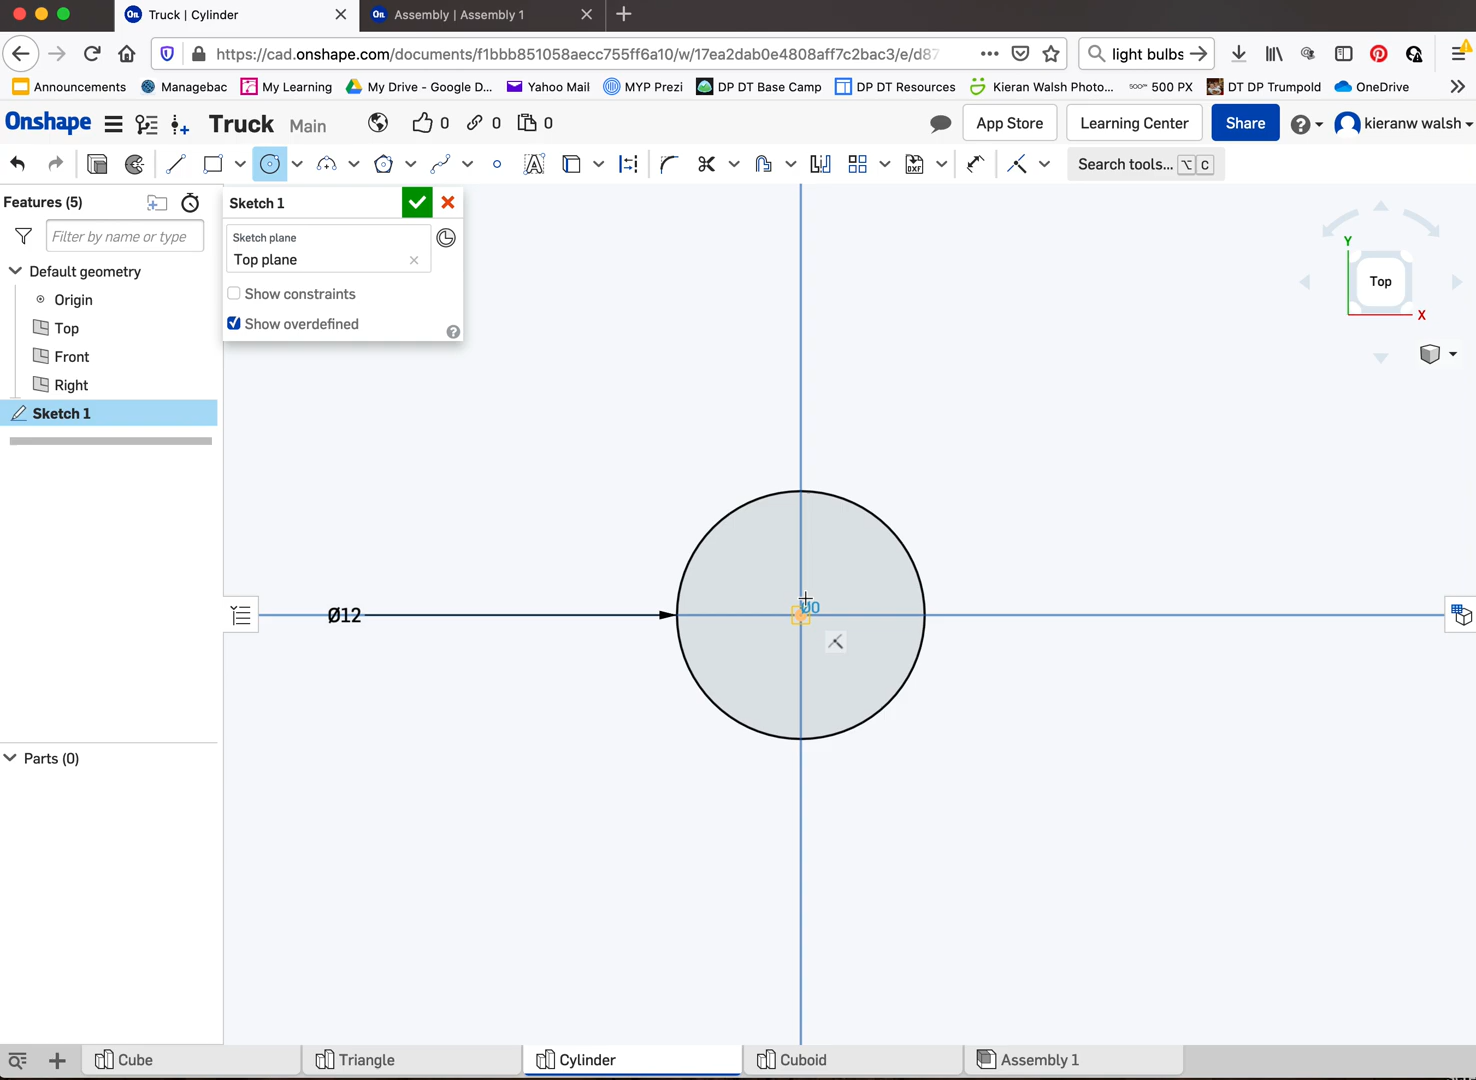 Truck | Cylinder
Assembly | Assembly 1
https://cad.onshape.com/documents/f1bbb851058aecc755ff6a10/w/17ea2dab0e4808aff7c2bac3/e/d87
light bulbs
Announcements
Managebac
My Learning
My Drive - Google D...
Yahoo Mail
MYP Prezi
DP DT Base Camp
DP DT Resources
Kieran Walsh Photo...
500 PX
DT DP Trumpold
OneDrive
Onshape
Truck Main
0
0
0
App Store
Learning Center
Share
kieranw walsh
DXF
Search tools... ⌥ C
Features (5)
Filter by name or type
Default geometry
Origin
Top
Front
Right
Sketch 1
Sketch 1
Sketch plane
Top plane
Show constraints
Show overdefined
Y
Top
X
Ø12
Ø0
Parts (0)
Cube
Triangle
Cylinder
Cuboid
Assembly 1